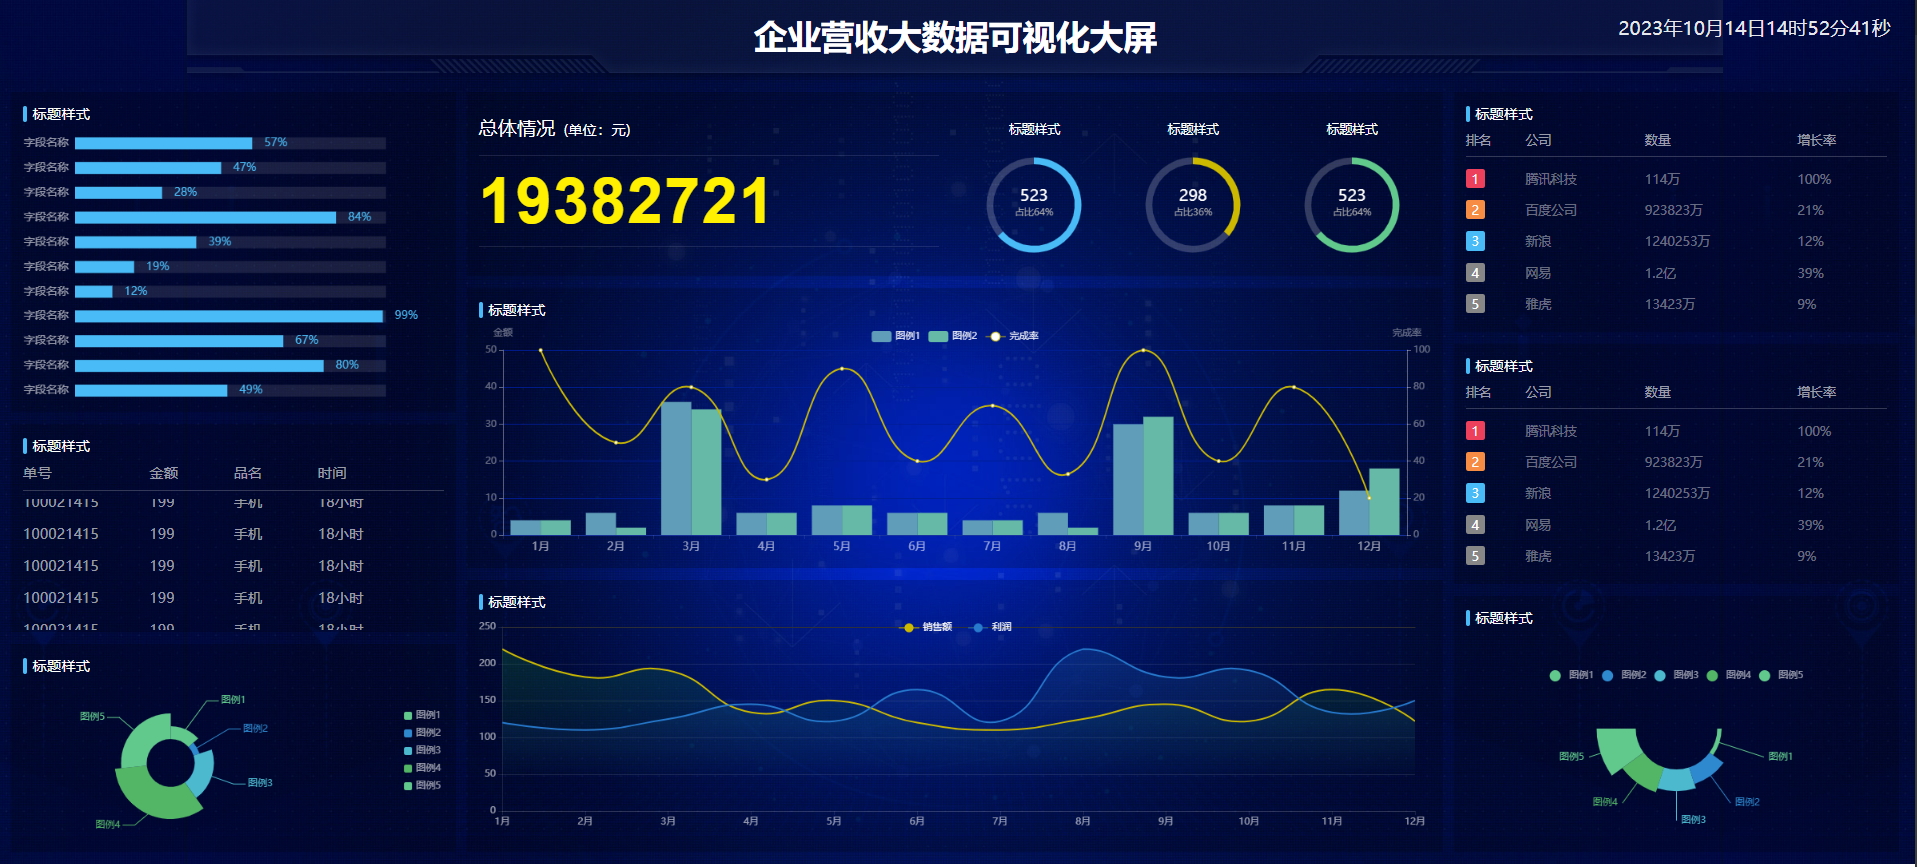 企业营收大数据可视化大屏
2023年10月14日14时52分41秒
标题样式
字段名称 57%
字段名称 47%
字段名称 28%
字段名称 84%
字段名称 39%
字段名称 19%
字段名称 12%
字段名称 99%
字段名称 67%
字段名称 80%
字段名称 49%
标题样式
单号 金额 品名 时间
100021415 199 手机 18小时
100021415 199 手机 18小时
100021415 199 手机 18小时
100021415 199 手机 18小时
100021415 199 手机 18小时
标题样式
图例1
图例2
图例3
图例4
图例5
图例1
图例2
图例3
图例4
图例5
总体情况 (单位：元)
19382721
标题样式
523
占比64%
标题样式
298
占比36%
标题样式
523
占比64%
标题样式
金额
图例1 图例2 完成率
完成率
50
40
30
20
10
0
100
80
60
40
20
0
1月 2月 3月 4月 5月 6月 7月 8月 9月 10月 11月 12月
标题样式
销售额 利润
250
200
150
100
50
0
1月 2月 3月 4月 5月 6月 7月 8月 9月 10月 11月 12月
标题样式
排名 公司 数量 增长率
1 腾讯科技 114万 100%
2 百度公司 923823万 21%
3 新浪 1240253万 12%
4 网易 1.2亿 39%
5 雅虎 13423万 9%
标题样式
排名 公司 数量 增长率
1 腾讯科技 114万 100%
2 百度公司 923823万 21%
3 新浪 1240253万 12%
4 网易 1.2亿 39%
5 雅虎 13423万 9%
标题样式
图例1 图例2 图例3 图例4 图例5
图例5
图例1
图例4
图例2
图例3